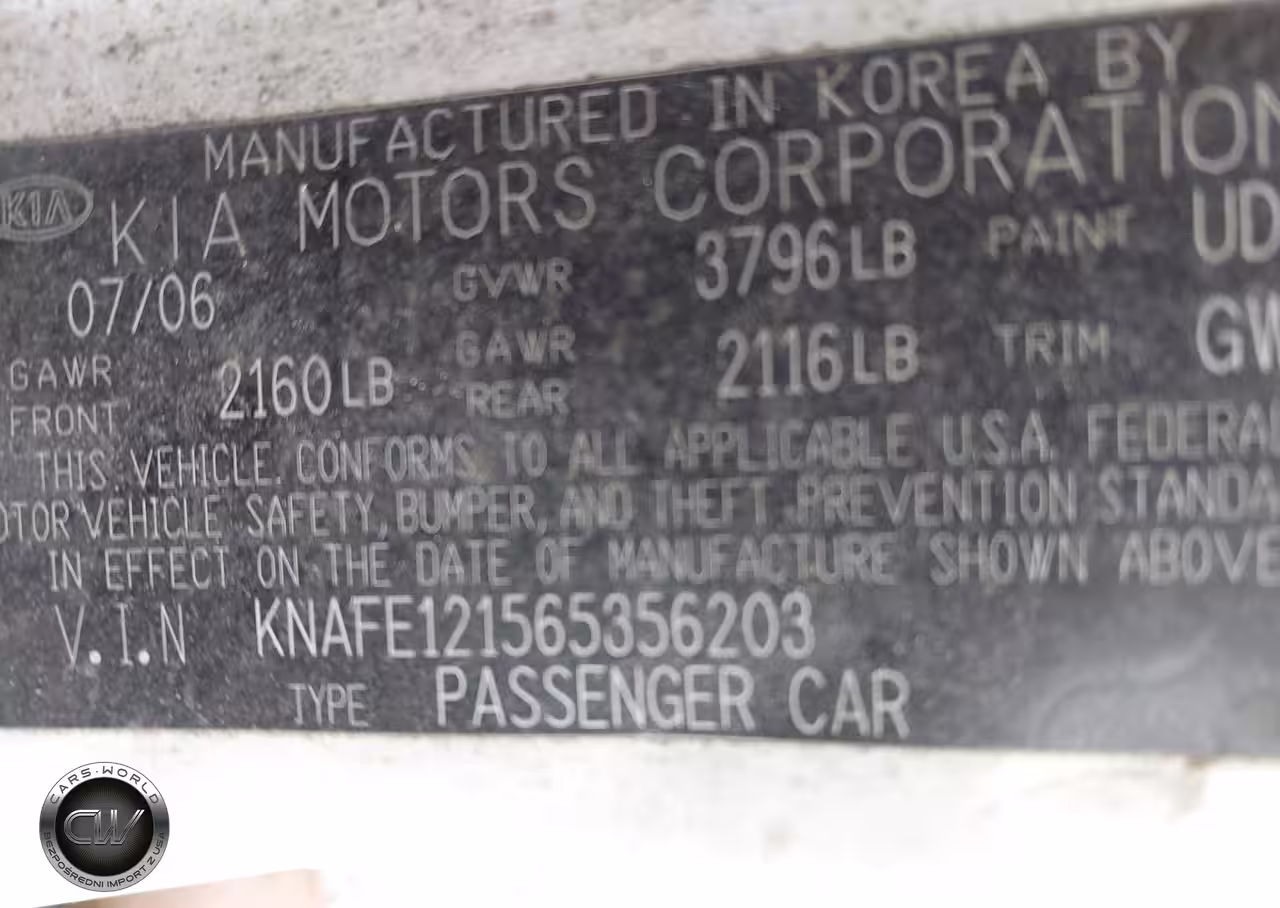 MANUFACTURED IN KOREA BY
KIA KIA MOTORS CORPORATION
07/06 GVWR 3796LB PAINT UD
GAWR FRONT 2160LB GAWR REAR 2116LB TRIM GW
THIS VEHICLE CONFORMS TO ALL APPLICABLE U.S.A. FEDERAL
MOTOR VEHICLE SAFETY, BUMPER, AND THEFT PREVENTION STANDA
IN EFFECT ON THE DATE OF MANUFACTURE SHOWN ABOVE
V.I.N KNAFE121565356203
TYPE PASSENGER CAR
CARS-WORLD
CW
BEZPOŚREDNI IMPORT Z USA